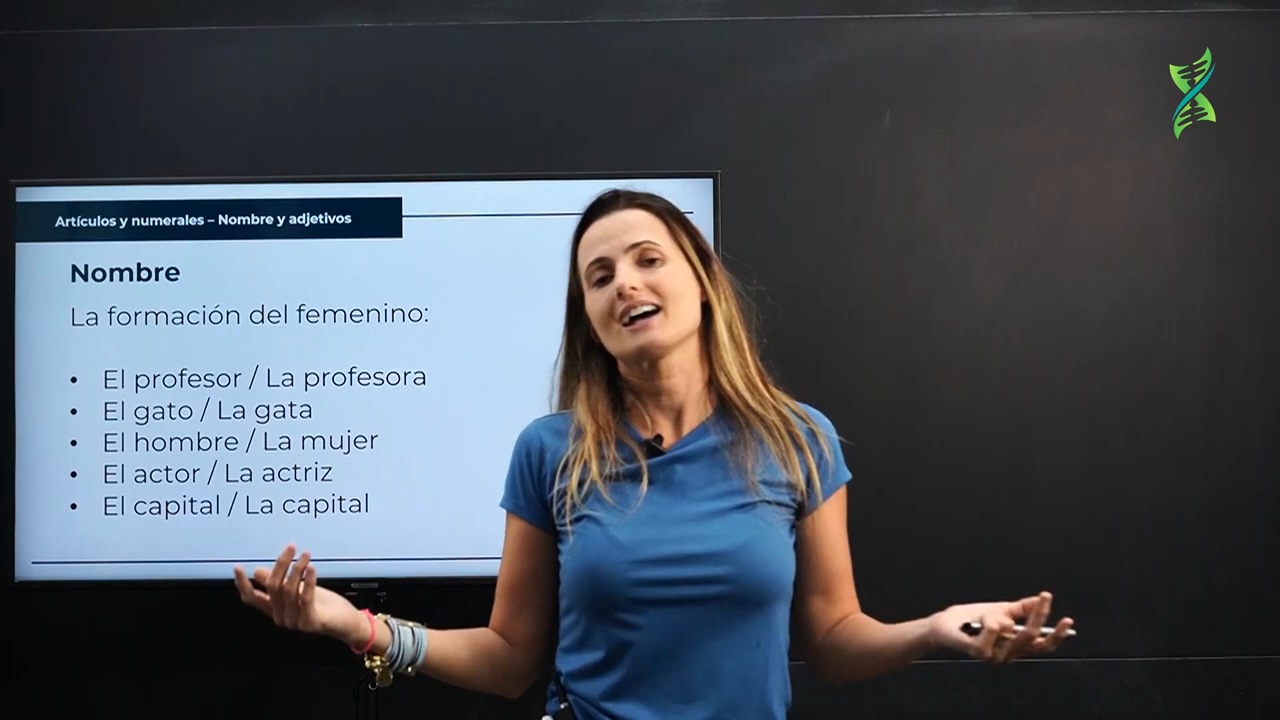 Artículos y numerales – Nombre y adjetivos
Nombre
La formación del femenino:
• El profesor / La profesora
• El gato / La gata
• El hombre / La mujer
• El actor / La actriz
• El capital / La capital